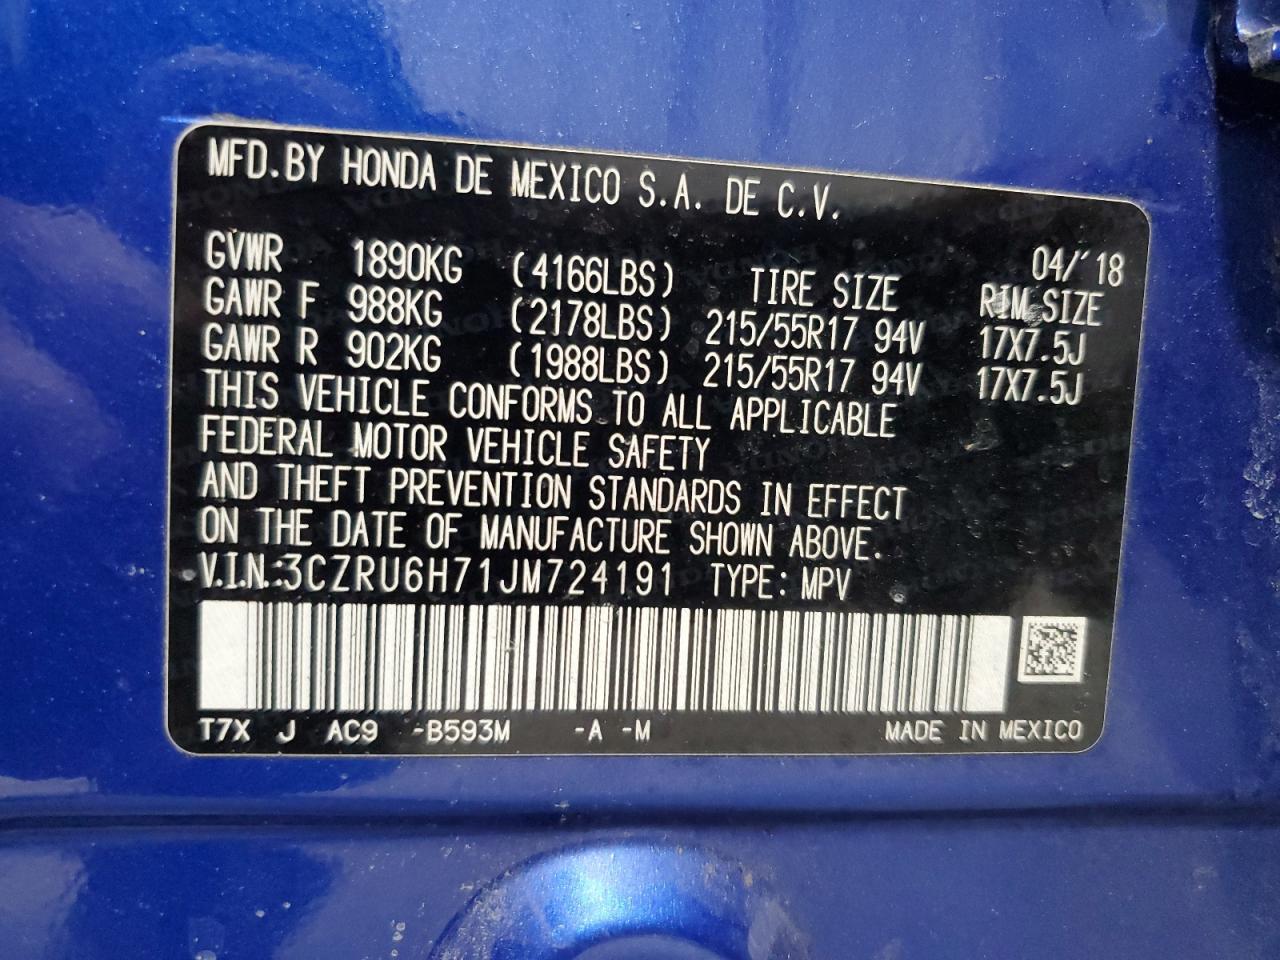 MFD.BY HONDA DE MEXICO S.A. DE C.V.
04/'18
GVWR 1890KG (4166LBS) TIRE SIZE RIM SIZE
GAWR F 988KG (2178LBS) 215/55R17 94V 17X7.5J
GAWR R 902KG (1988LBS) 215/55R17 94V 17X7.5J
THIS VEHICLE CONFORMS TO ALL APPLICABLE
FEDERAL MOTOR VEHICLE SAFETY
AND THEFT PREVENTION STANDARDS IN EFFECT
ON THE DATE OF MANUFACTURE SHOWN ABOVE.
V.I.N.:3CZRU6H71JM724191 TYPE: MPV
T7X J AC9 -B593M -A -M MADE IN MEXICO